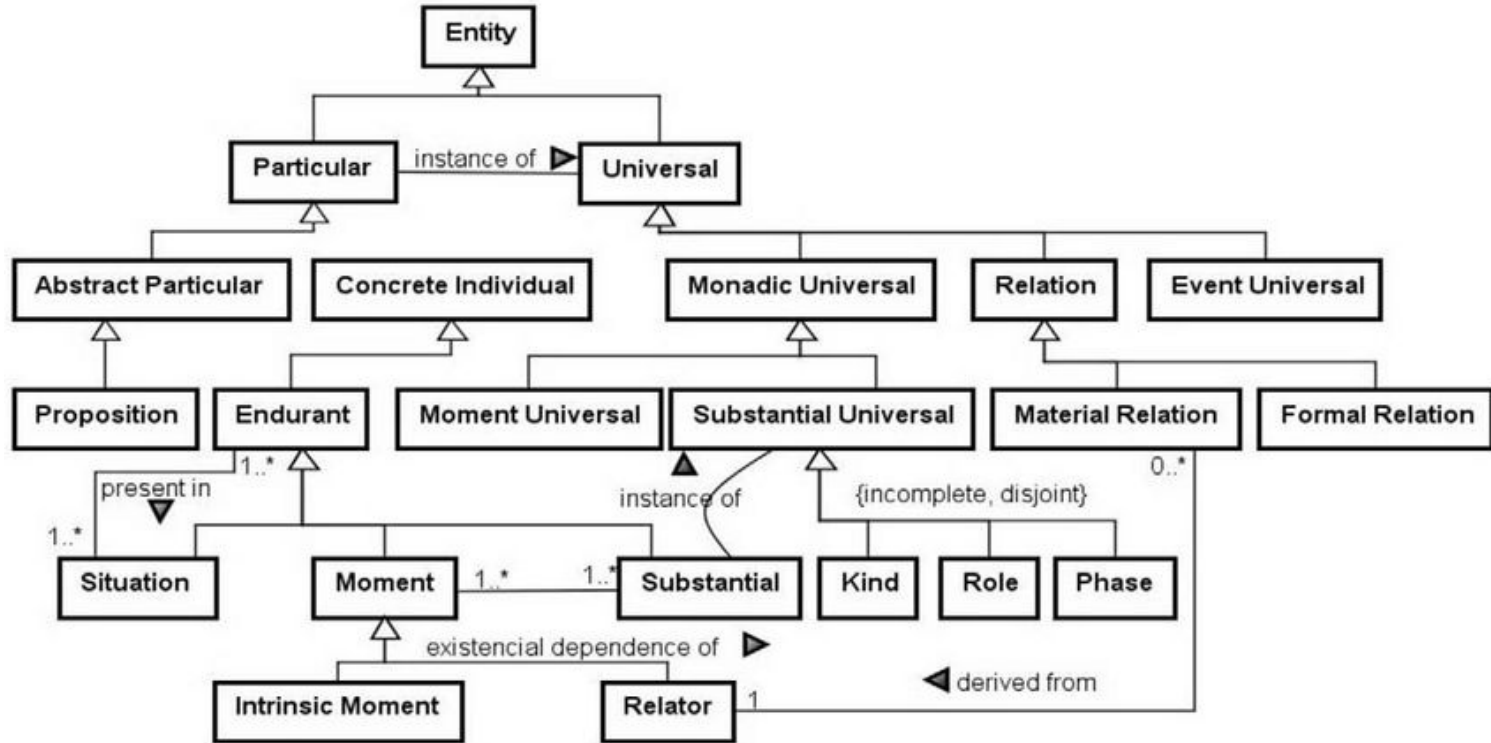 Entity
Particular
instance of
Universal
Abstract Particular
Concrete Individual
Monadic Universal
Relation
Event Universal
Proposition
Endurant
Moment Universal
Substantial Universal
Material Relation
Formal Relation
1..*
present in
1..*
instance of
{incomplete, disjoint}
0..*
Situation
Moment
1..*
1..*
Substantial
Kind
Role
Phase
existencial dependence of
derived from
Intrinsic Moment
Relator
1